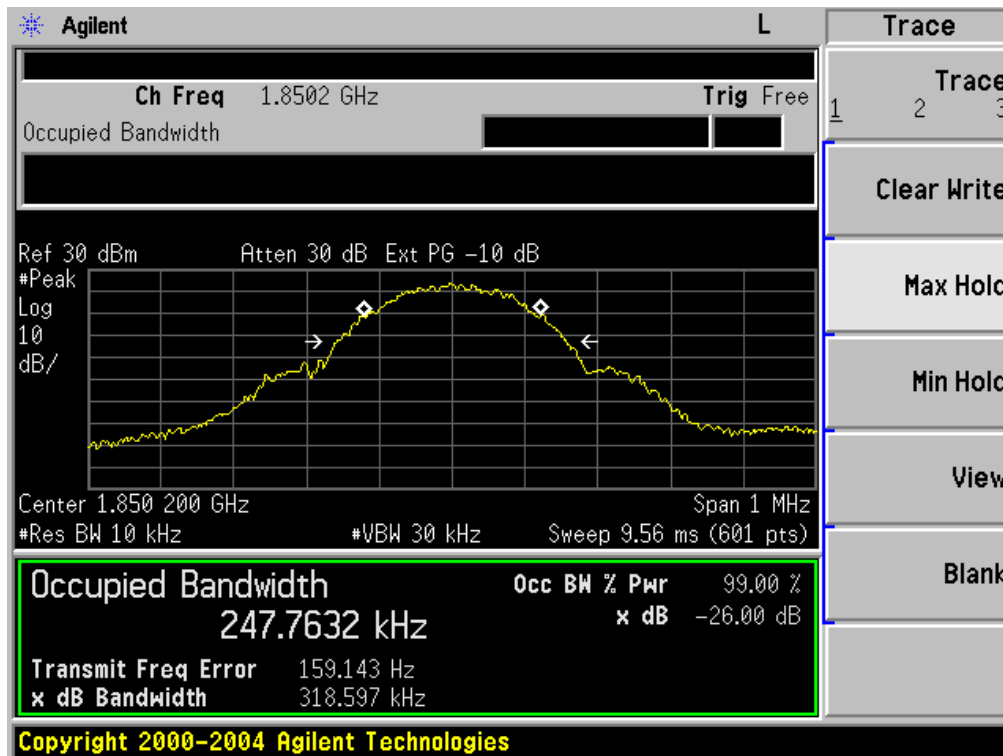 Agilent L Trace
Ch Freq 1.8502 GHz Trig Free
Occupied Bandwidth
Trace
1 2 3
Clear Write
Max Hold
Min Hold
View
Blank
Ref 30 dBm Atten 30 dB Ext PG -10 dB
#Peak
Log
10
dB/
Center 1.850 200 GHz Span 1 MHz
#Res BW 10 kHz #VBW 30 kHz Sweep 9.56 ms (601 pts)
Occupied Bandwidth Occ BW % Pwr 99.00 %
247.7632 kHz x dB -26.00 dB
Transmit Freq Error 159.143 Hz
x dB Bandwidth 318.597 kHz
Copyright 2000-2004 Agilent Technologies